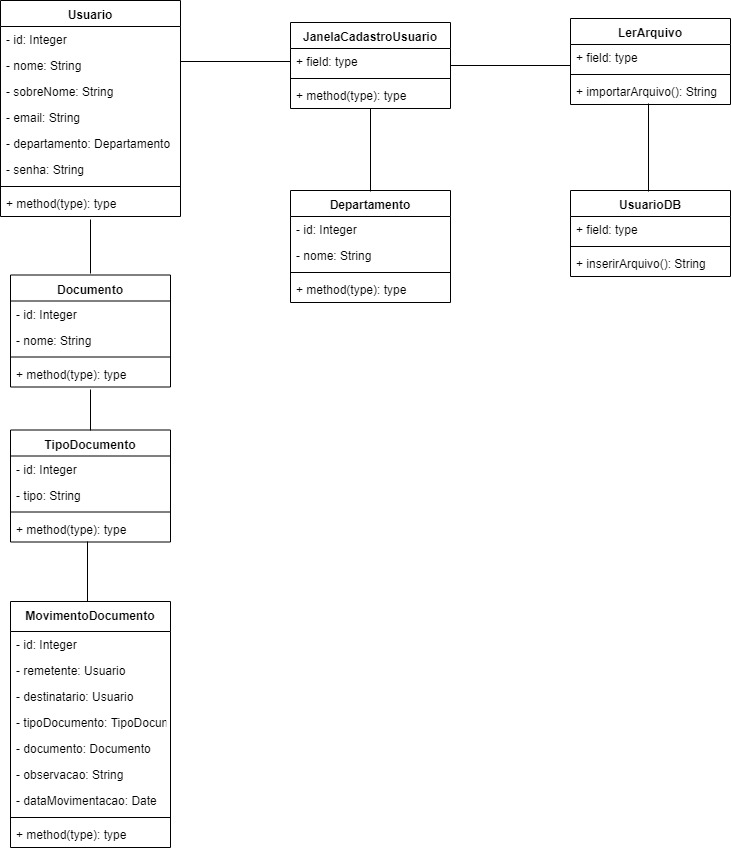 Usuario
- id: Integer
- nome: String
- sobreNome: String
- email: String
- departamento: Departamento
- senha: String
+ method(type): type
JanelaCadastroUsuario
+ field: type
+ method(type): type
LerArquivo
+ field: type
+ importarArquivo(): String
Departamento
- id: Integer
- nome: String
+ method(type): type
UsuarioDB
+ field: type
+ inserirArquivo(): String
Documento
- id: Integer
- nome: String
+ method(type): type
TipoDocumento
- id: Integer
- tipo: String
+ method(type): type
MovimentoDocumento
- id: Integer
- remetente: Usuario
- destinatario: Usuario
- tipoDocumento: TipoDocum
- documento: Documento
- observacao: String
- dataMovimentacao: Date
+ method(type): type